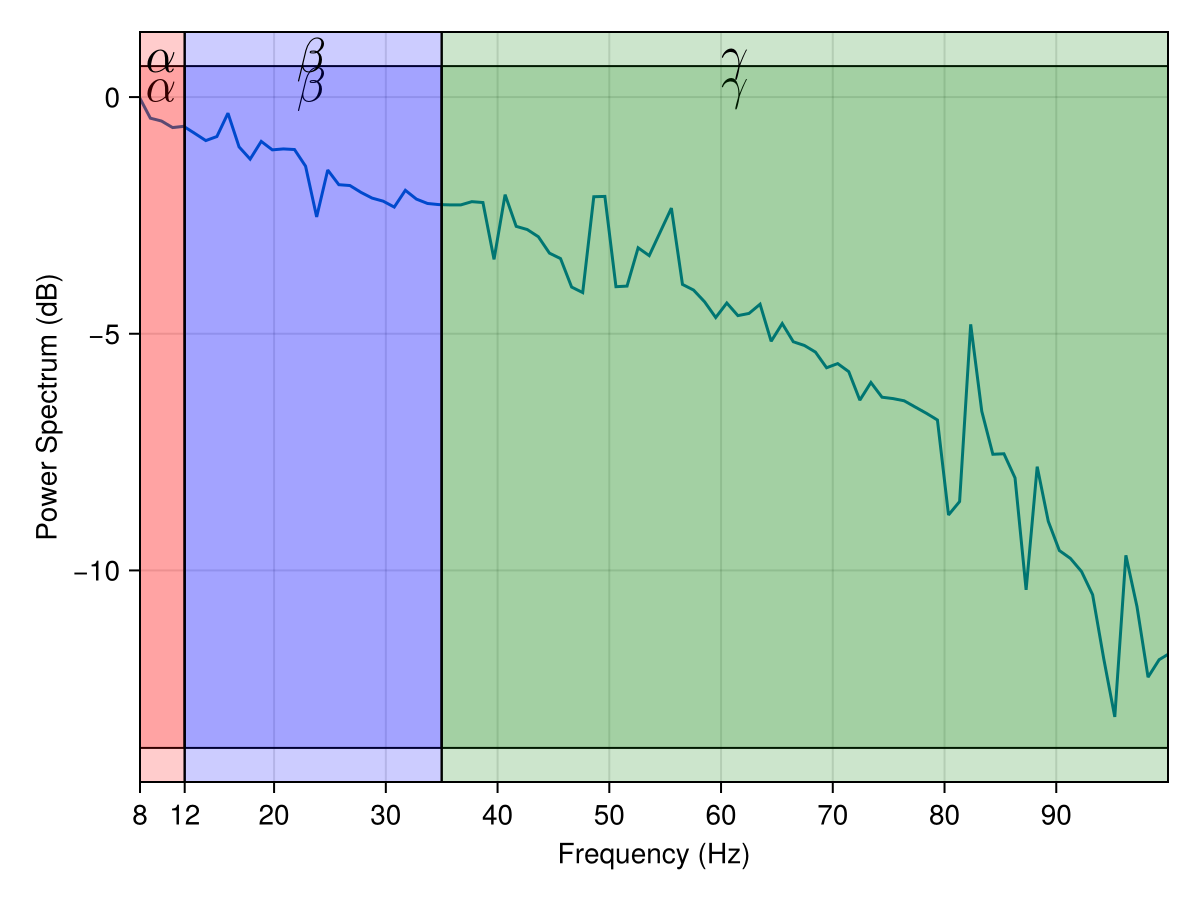 α β γ
α β γ
0
−5
−10
Power Spectrum (dB)
8 12 20 30 40 50 60 70 80 90
Frequency (Hz)